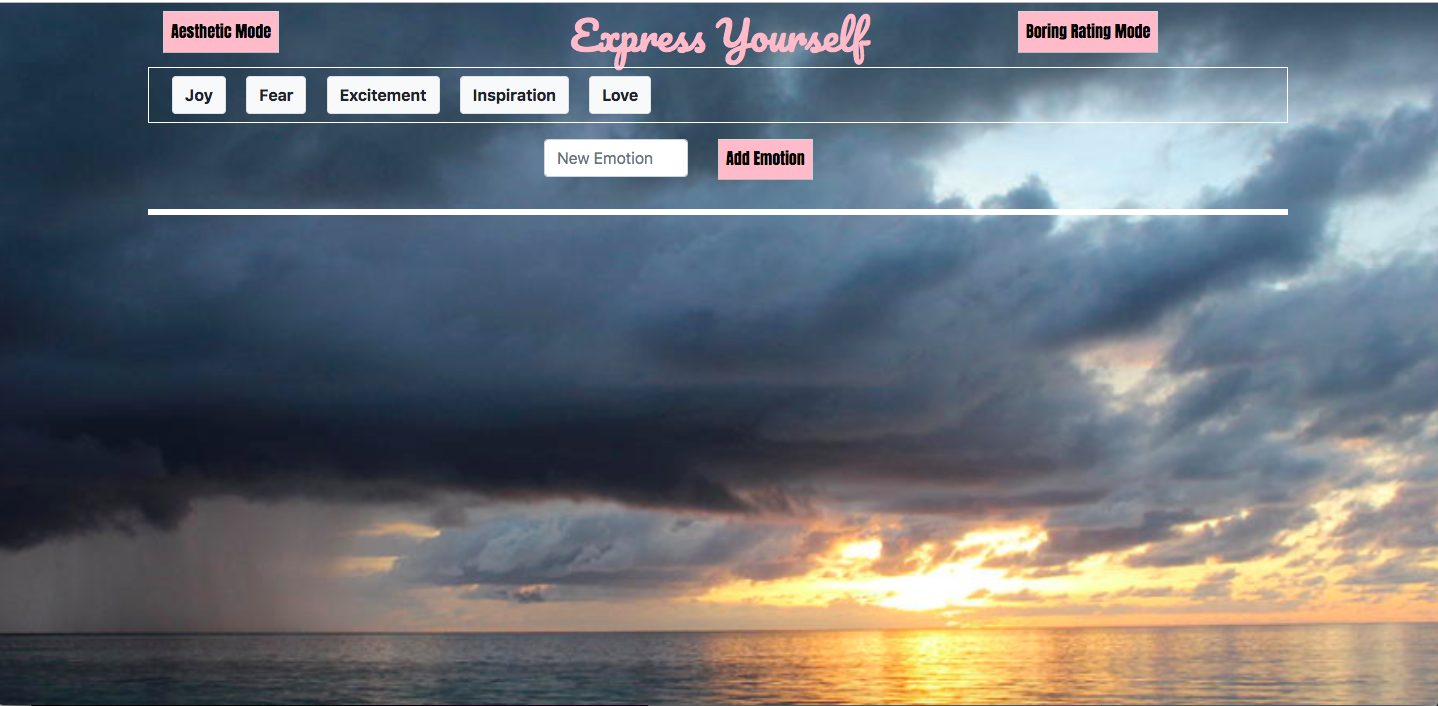 Aesthetic Mode
Express Yourself
Boring Rating Mode
Joy
Fear
Excitement
Inspiration
Love
New Emotion
Add Emotion